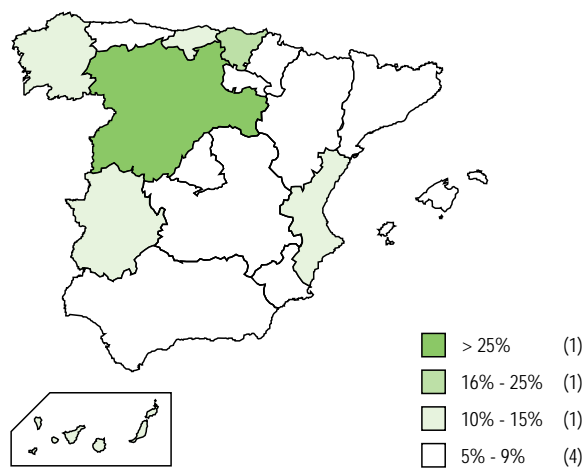 > 25% (1)
16% - 25% (1)
10% - 15% (1)
5% - 9% (4)